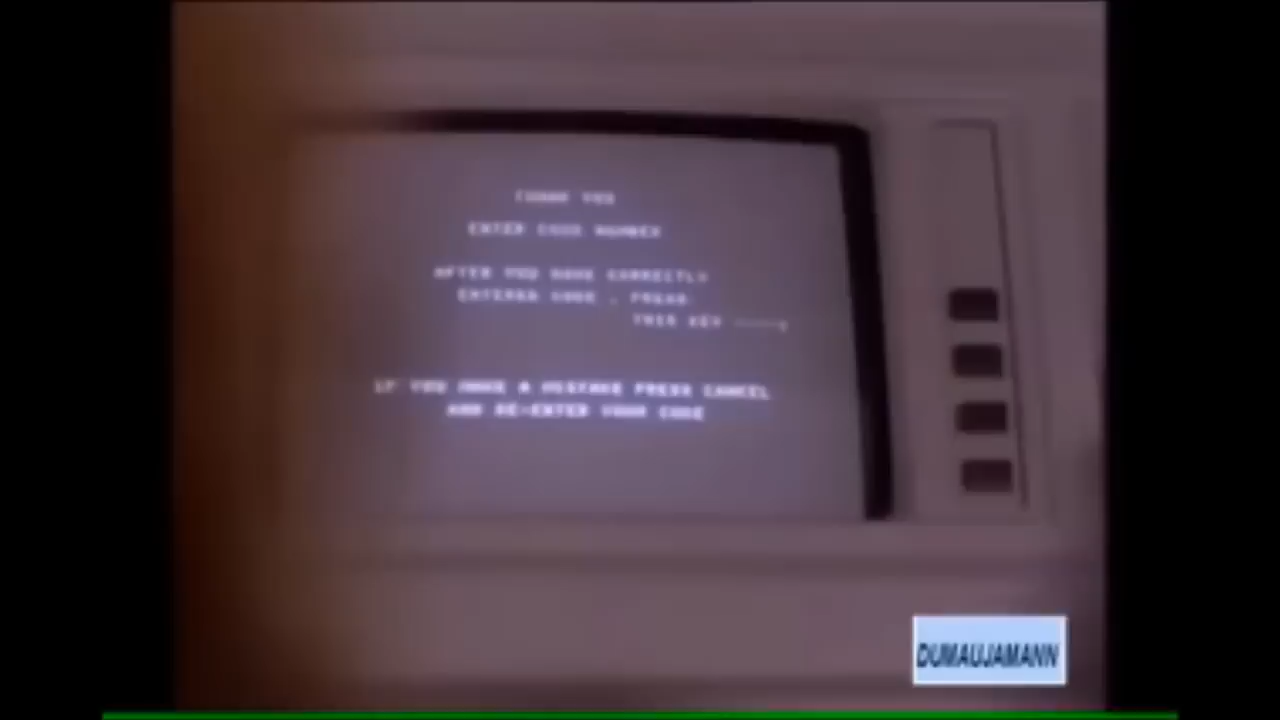 THANK YOU
ENTER CODE NUMBER
AFTER YOU HAVE CORRECTLY
ENTERED CODE , PRESS
THIS KEY
IF YOU MAKE A MISTAKE PRESS CANCEL
AND RE-ENTER YOUR CODE
DUMAUJAMANN